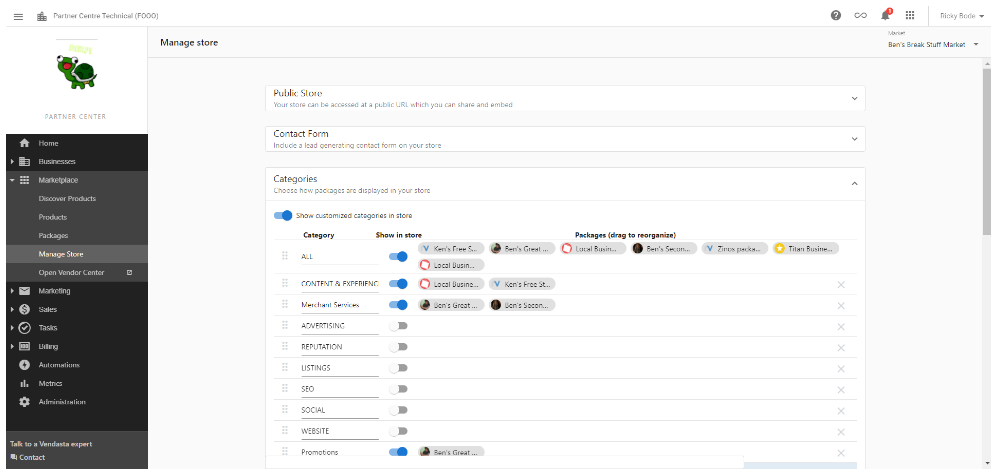 Partner Centre Technical (FOOO)
3
Ricky Bode
Manage store
Market
Ben's Break Stuff Market
PARTNER CENTER
Home
Businesses
Marketplace
Discover Products
Products
Packages
Manage Store
Open Vendor Center
Marketing
Sales
Tasks
Billing
Automations
Metrics
Administration
Talk to a Vendasta expert
Contact
Public Store
Your store can be accessed at a public URL which you can share and embed
Contact Form
Include a lead generating contact form on your store
Categories
Choose how packages are displayed in your store
Show customized categories in store
Category Show in store Packages (drag to reorganize)
ALL Ken's Free S... Ben's Great ... Local Busin... Ben's Secon... Zinos packa... Titan Busine...
Local Busin...
CONTENT & EXPERIENC Local Busine... Ken's Free St...
Merchant Services Ben's Great ... Ben's Secon...
ADVERTISING
REPUTATION
LISTINGS
SEO
SOCIAL
WEBSITE
Promotions Ben's Great ...